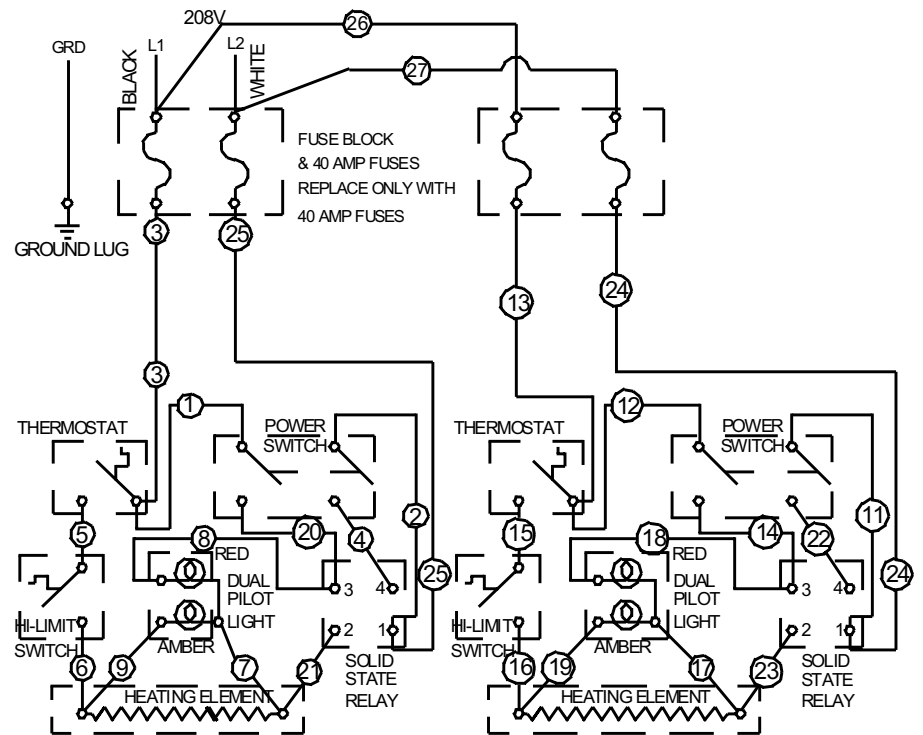 208V
26
GRD
BLACK
L1
L2
WHITE
27
FUSE BLOCK
& 40 AMP FUSES
REPLACE ONLY WITH
40 AMP FUSES
GROUND LUG
3
25
13
24
3
1
12
THERMOSTAT
POWER
SWITCH
THERMOSTAT
POWER
SWITCH
5
8
20
4
2
15
18
14
22
11
RED
3
4
25
RED
3
4
24
DUAL
PILOT
LIGHT
DUAL
PILOT
LIGHT
HI-LIMIT
SWITCH
AMBER
2
1
HI-LIMIT
SWITCH
AMBER
2
1
6
9
7
21
SOLID
STATE
RELAY
16
19
17
23
SOLID
STATE
RELAY
HEATING ELEMENT
HEATING ELEMENT